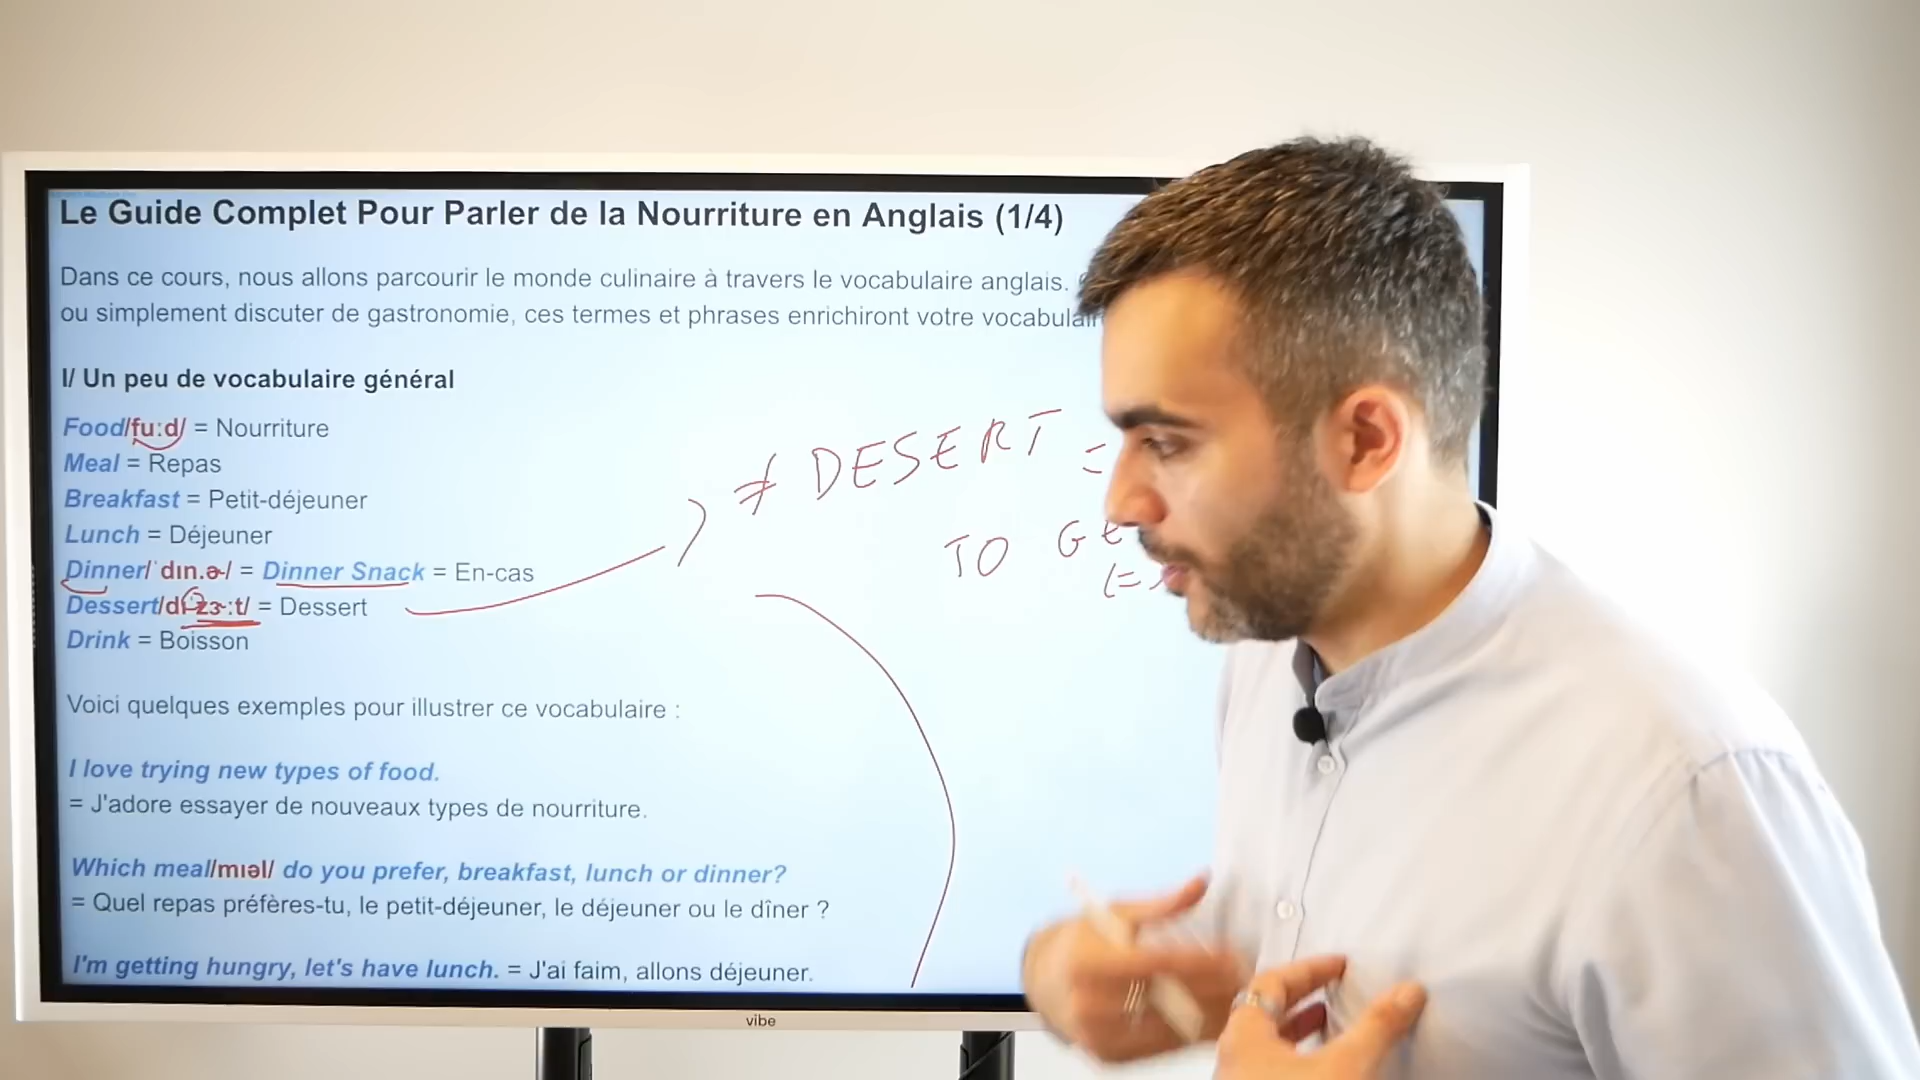 Le Guide Complet Pour Parler de la Nourriture en Anglais (1/4)
Dans ce cours, nous allons parcourir le monde culinaire à travers le vocabulaire anglais.
ou simplement discuter de gastronomie, ces termes et phrases enrichiront votre vocabulair
I/ Un peu de vocabulaire général
Food/fu:d/ = Nourriture
Meal = Repas
Breakfast = Petit-déjeuner
Lunch = Déjeuner
Dinner/ˈdɪn.ɚ/ = Dinner Snack = En-cas
Dessert/dɪˈzɝ:t/ = Dessert
Drink = Boisson
≠ DESERT =
TO GE
(=
Voici quelques exemples pour illustrer ce vocabulaire :
I love trying new types of food.
= J'adore essayer de nouveaux types de nourriture.
Which meal/mɪəl/ do you prefer, breakfast, lunch or dinner?
= Quel repas préfères-tu, le petit-déjeuner, le déjeuner ou le dîner ?
I'm getting hungry, let's have lunch. = J'ai faim, allons déjeuner.
vibe